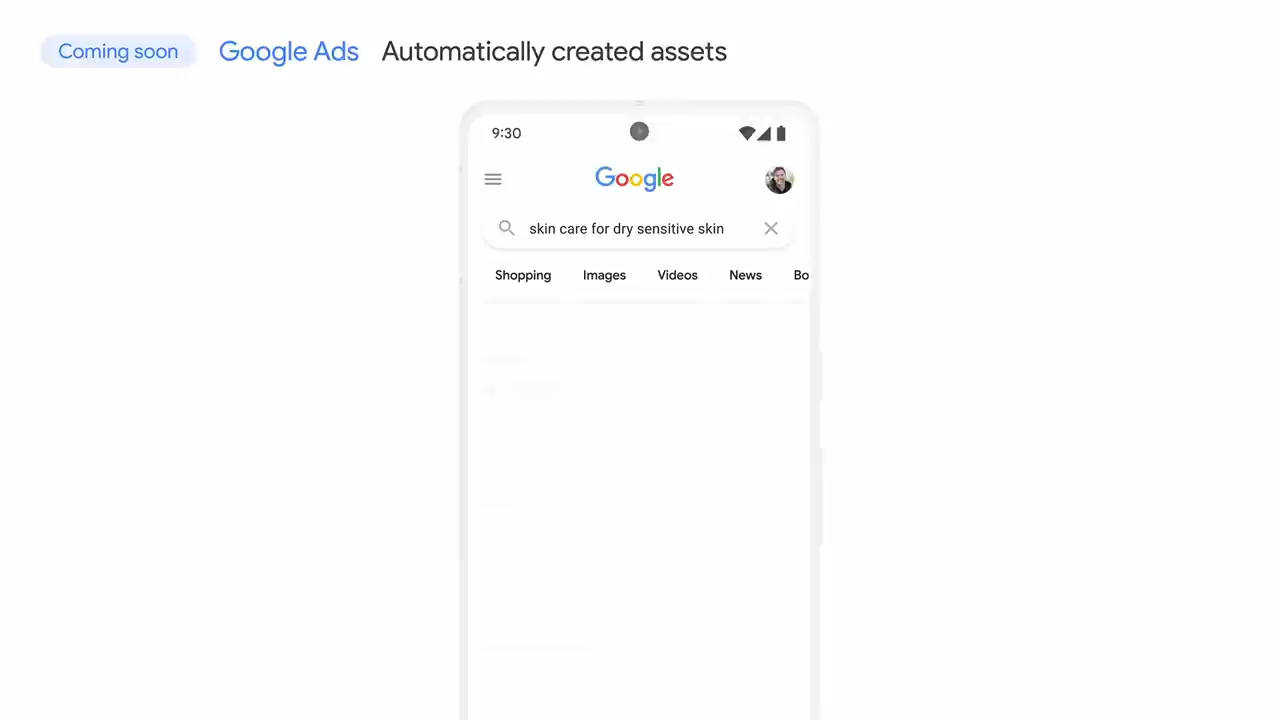 Coming soon Google Ads Automatically created assets
9:30
Google
skin care for dry sensitive skin
Shopping Images Videos News Bo